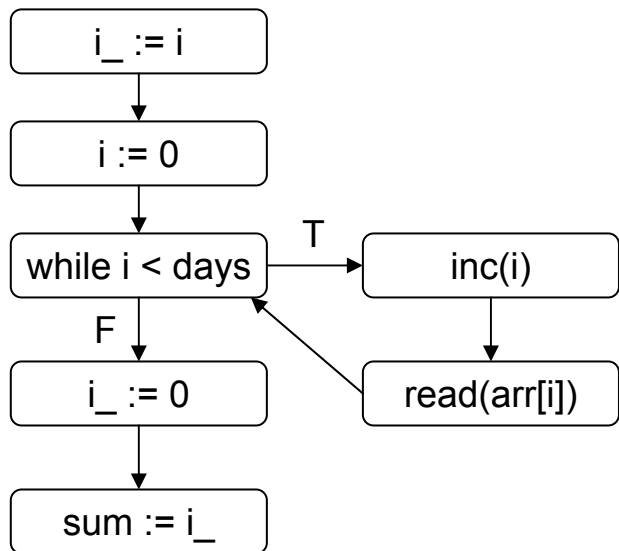 i_ := i
i := 0
while i < days
T
inc(i)
F
i_ := 0
read(arr[i])
sum := i_